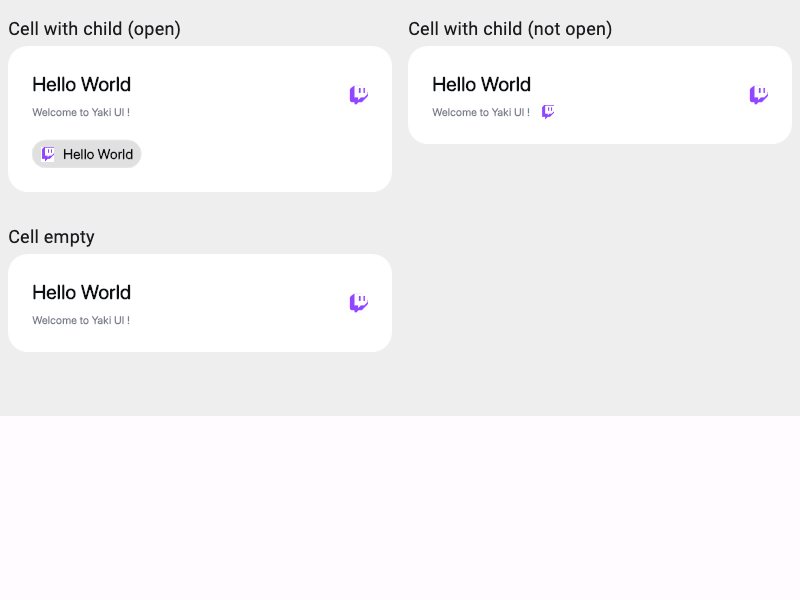 Cell with child (open)
Hello World
Welcome to Yaki UI !
Hello World
Cell with child (not open)
Hello World
Welcome to Yaki UI !
Cell empty
Hello World
Welcome to Yaki UI !